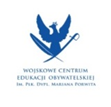 WOJSKOWE CENTRUM
EDUKACJI OBYWATELSKIEJ
IM. PŁK. DYPL. MARIANA PORWITA